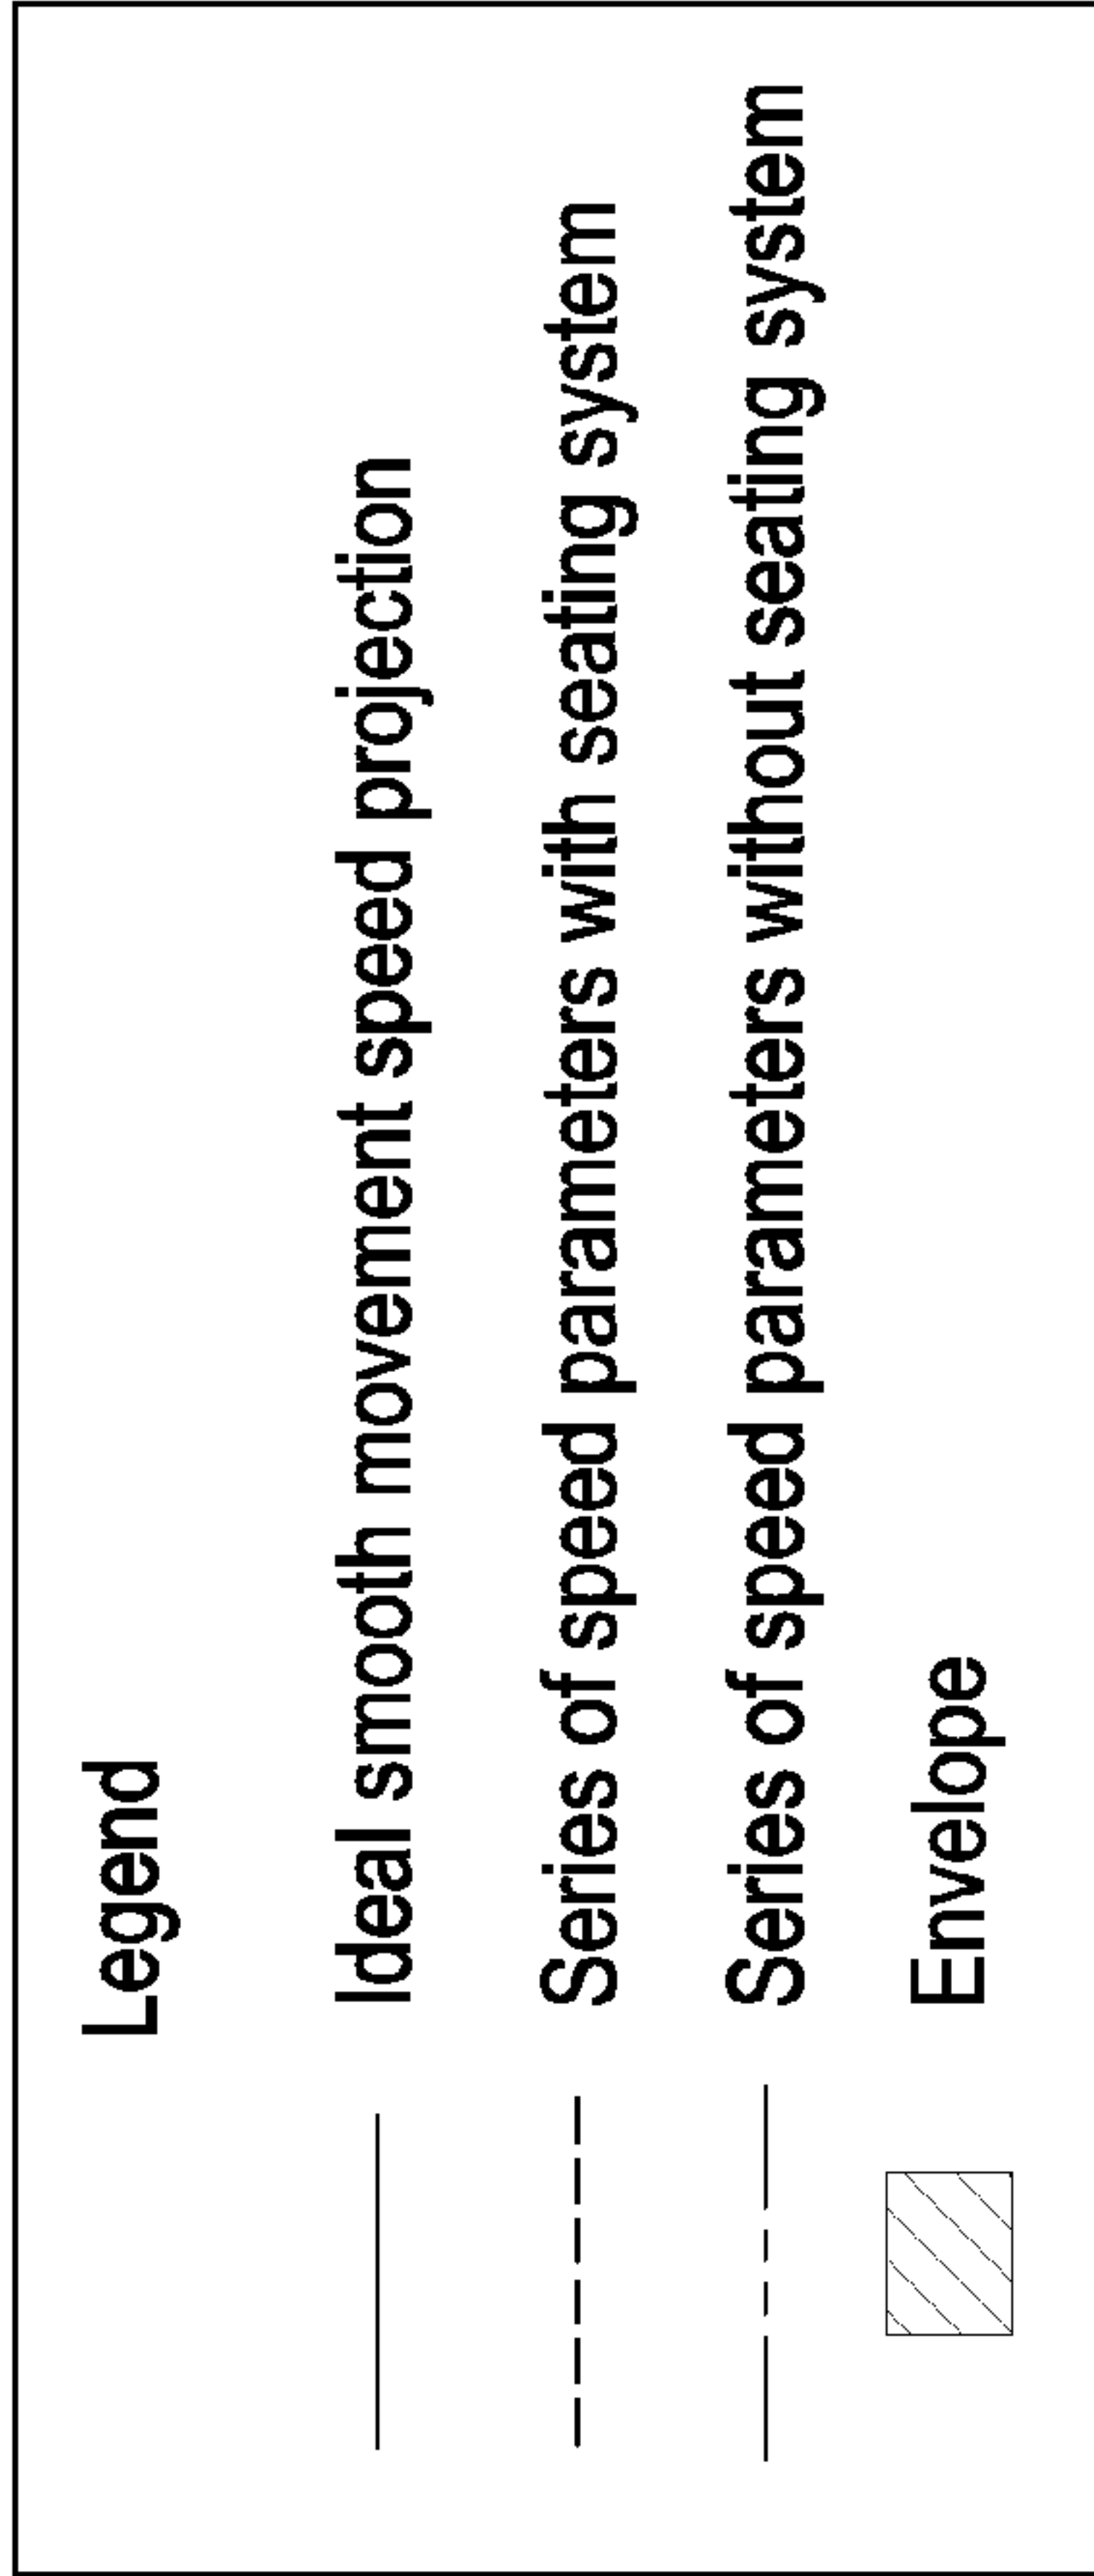 Legend
Ideal smooth movement speed projection
Series of speed parameters with seating system
Series of speed parameters without seating system
Envelope